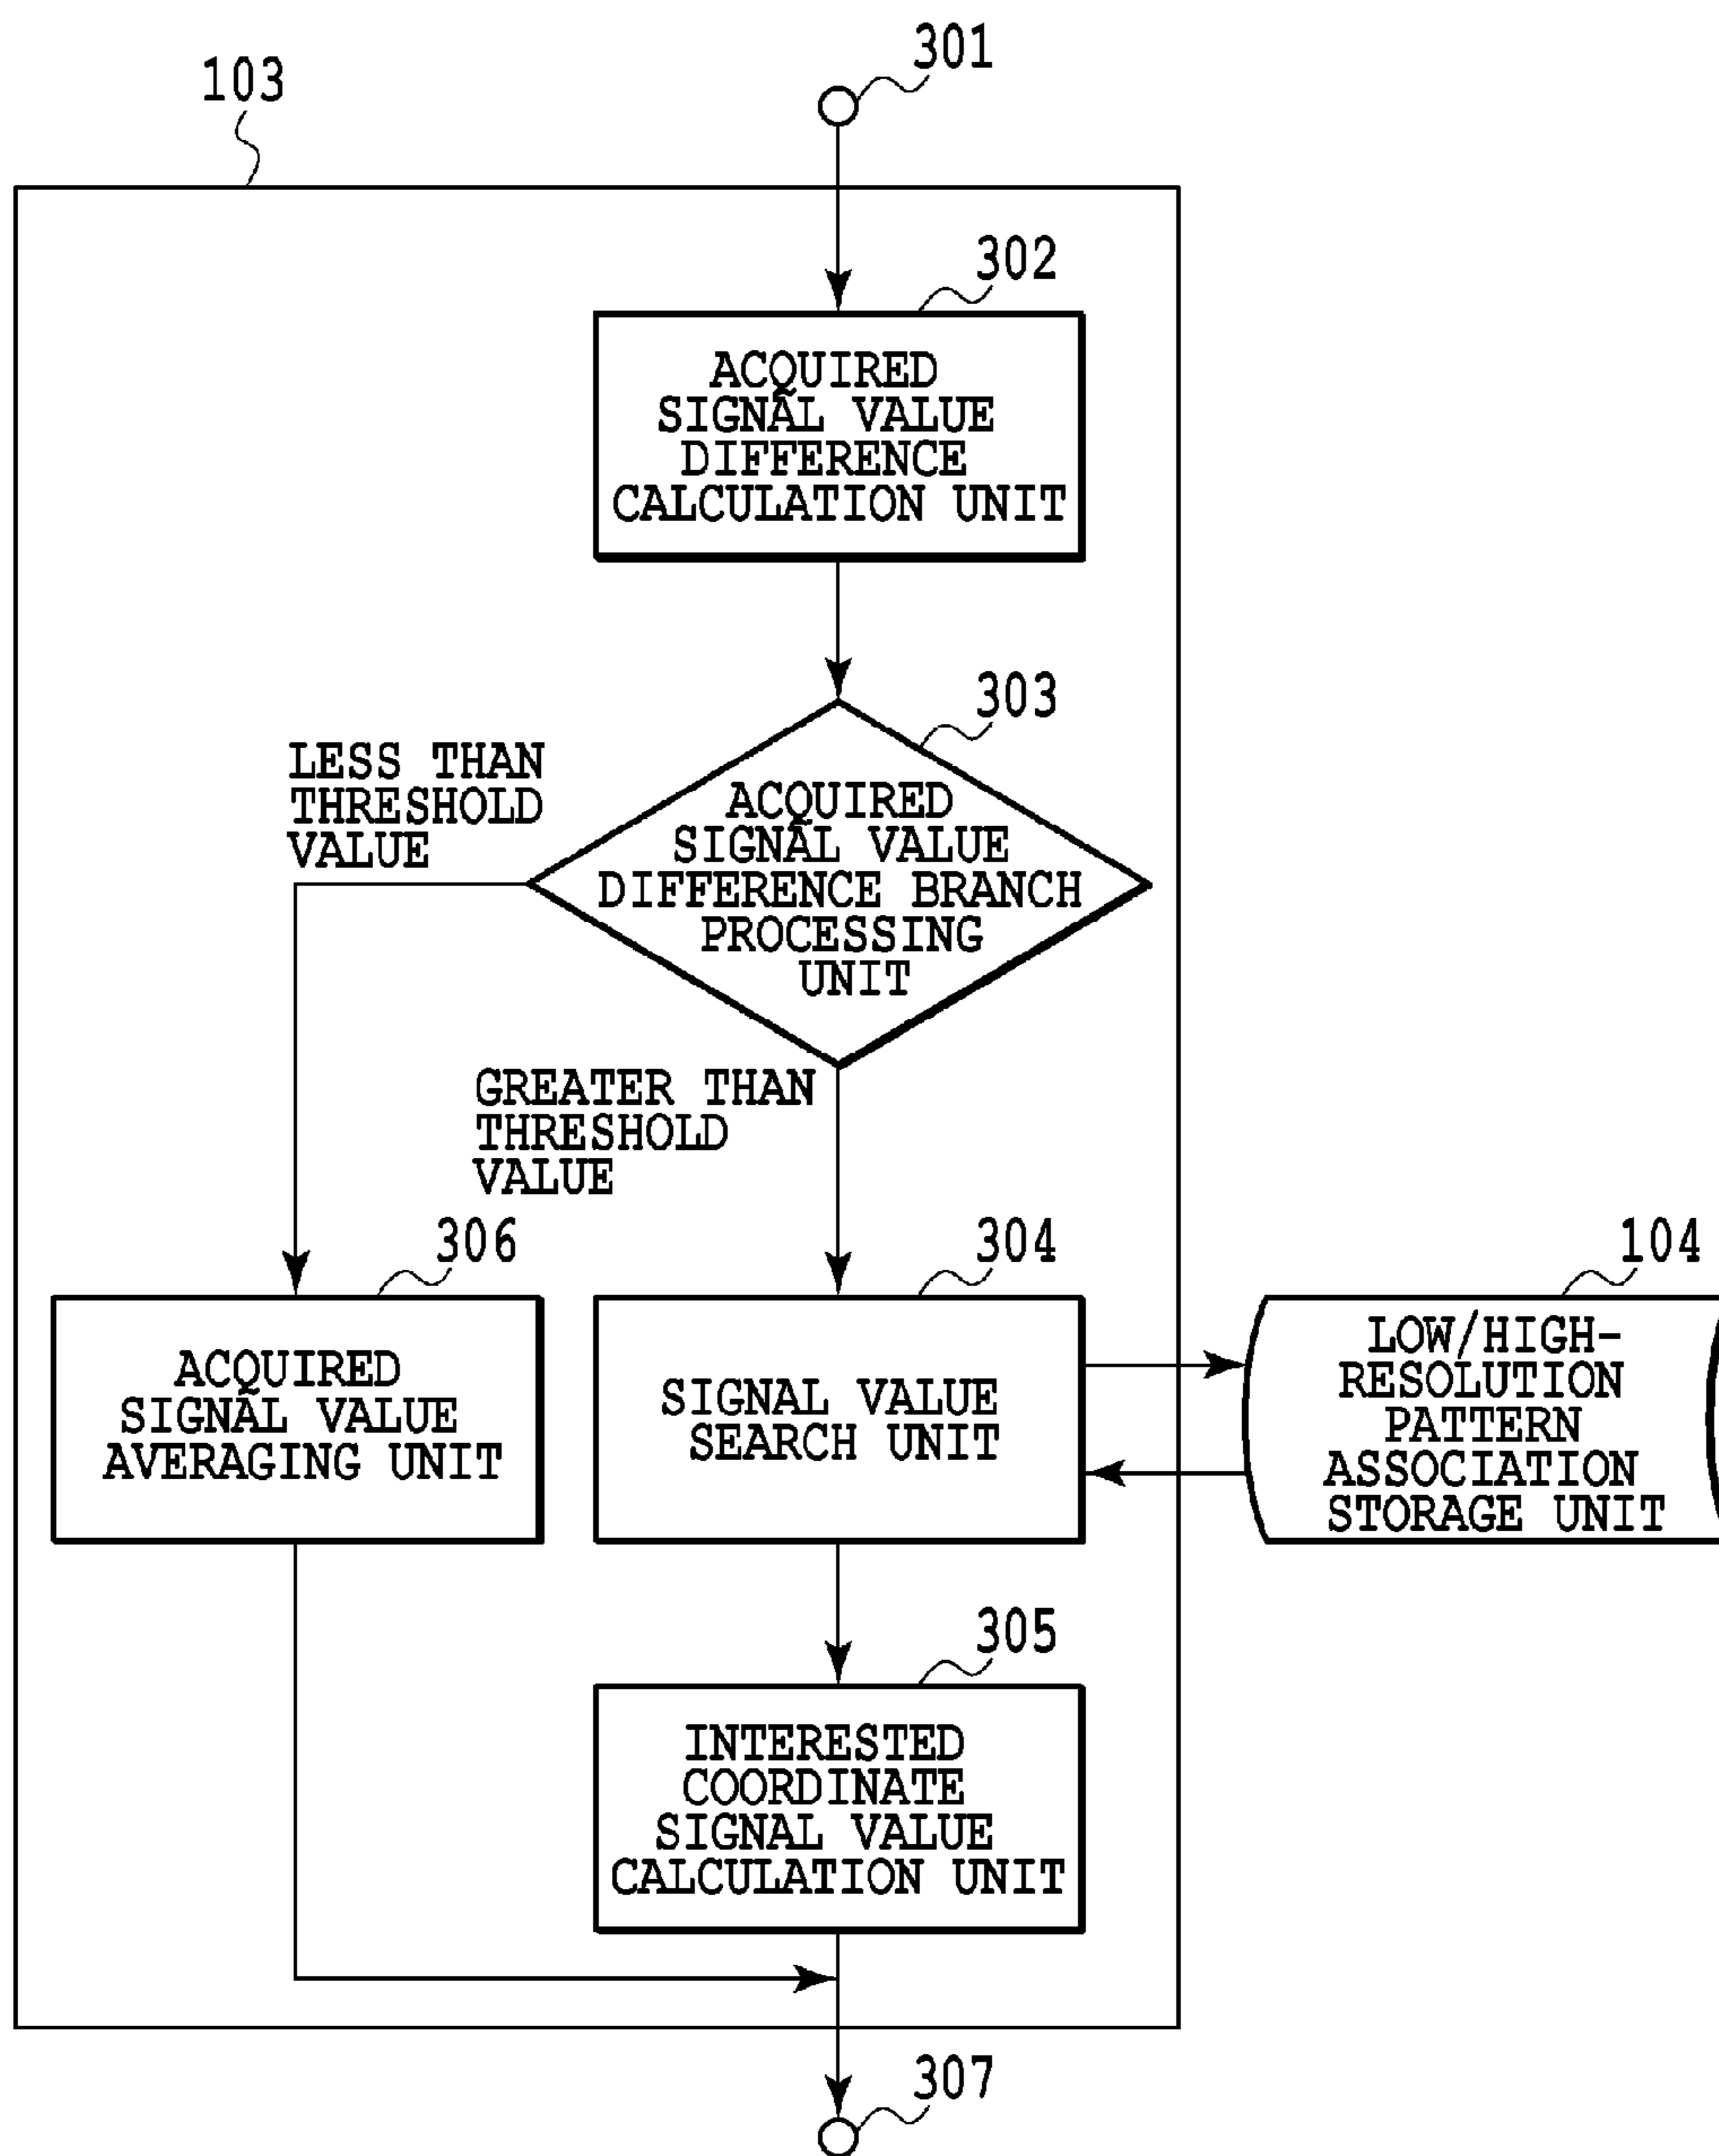 301
103
302
ACQUIRED
SIGNAL VALUE
DIFFERENCE
CALCULATION UNIT
303
LESS THAN
THRESHOLD
VALUE
ACQUIRED
SIGNAL VALUE
DIFFERENCE BRANCH
PROCESSING
UNIT
GREATER THAN
THRESHOLD
VALUE
306
304
104
ACQUIRED
SIGNAL VALUE
AVERAGING UNIT
SIGNAL VALUE
SEARCH UNIT
LOW/HIGH-
RESOLUTION
PATTERN
ASSOCIATION
STORAGE UNIT
305
INTERESTED
COORDINATE
SIGNAL VALUE
CALCULATION UNIT
307